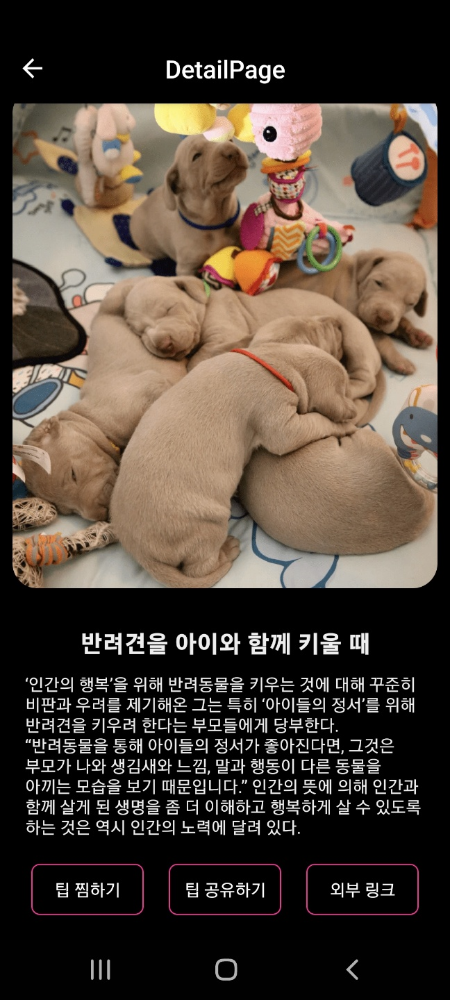 DetailPage
반려견을 아이와 함께 키울 때
‘인간의 행복’을 위해 반려동물을 키우는 것에 대해 꾸준히
비판과 우려를 제기해온 그는 특히 ‘아이들의 정서’를 위해
반려견을 키우려 한다는 부모들에게 당부한다.
“반려동물을 통해 아이들의 정서가 좋아진다면, 그것은
부모가 나와 생김새와 느낌, 말과 행동이 다른 동물을
아끼는 모습을 보기 때문입니다.” 인간의 뜻에 의해 인간과
함께 살게 된 생명을 좀 더 이해하고 행복하게 살 수 있도록
하는 것은 역시 인간의 노력에 달려 있다.
팁 찜하기
팁 공유하기
외부 링크